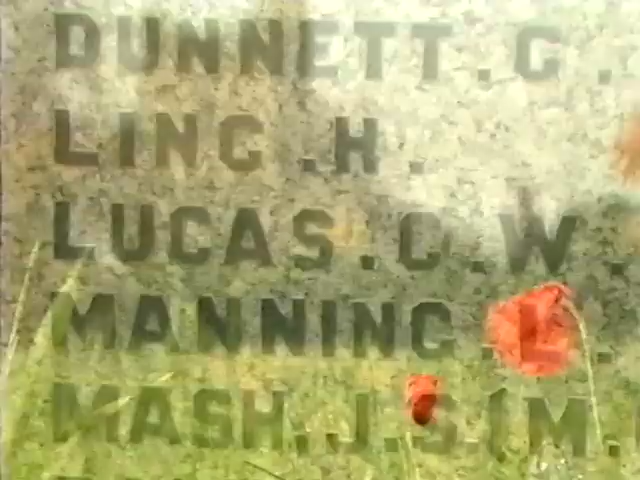 DUNNETT. G.
LING. H.
LUCAS. C. W.
MANNING. L.
MASH. J. S. (M.